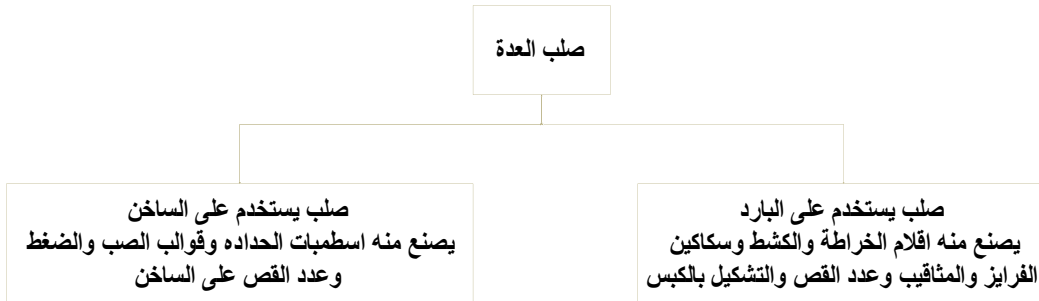 صلب العدة
صلب يستخدم على البارد
يصنع منه اقلام الخراطة والكشط وسكاكين
الفرايز والمثاقيب وعدد القص والتشكيل بالكبس
صلب يستخدم على الساخن
يصنع منه اسطمبات الحداده وقوالب الصب والضغط
وعدد القص على الساخن